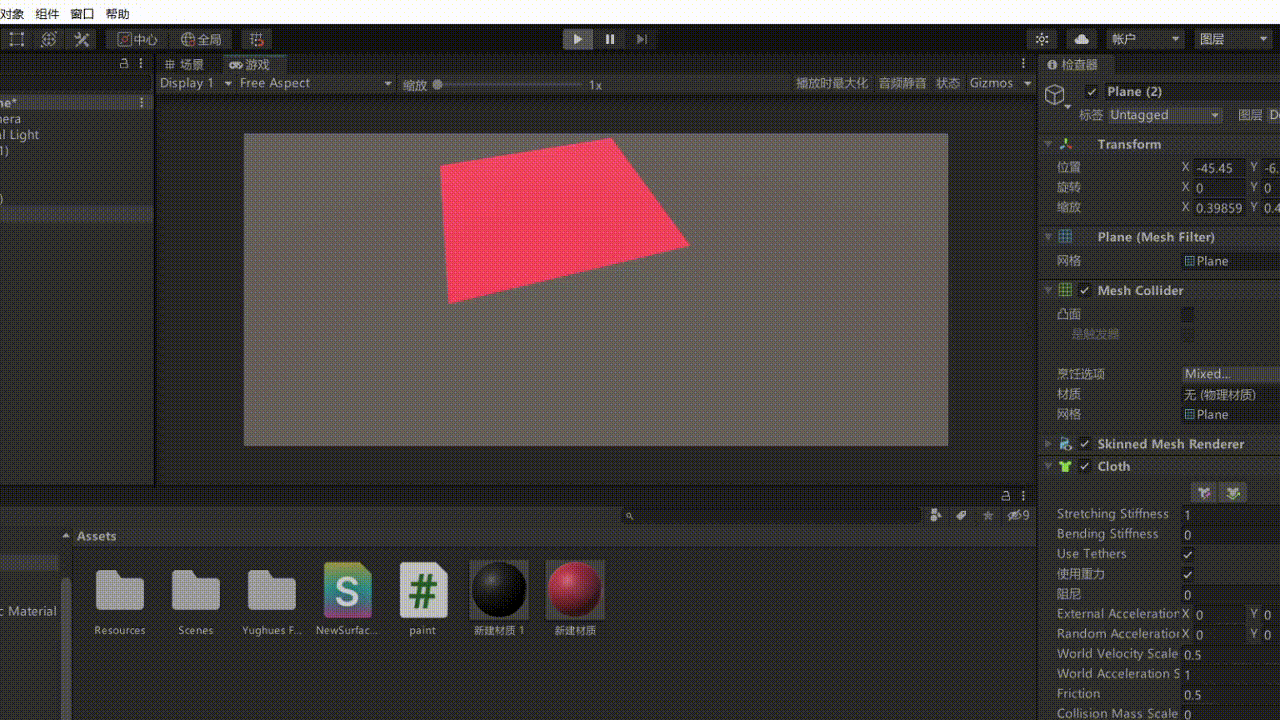 对象 组件 窗口 帮助
中心 全局 帐户 图层
场景 游戏
Display 1 Free Aspect 缩放 1x 播放时最大化 音频静音 状态 Gizmos
ne*
era
l Light
1)
)
Assets
9
c Material
Resources Scenes Yughues F... NewSurfac... paint 新建材质 1 新建材质
S #
检查器
Plane (2)
标签 Untagged 图层 D
Transform
位置 X -45.45 Y -6.
旋转 X 0 Y 0
缩放 X 0.39859 Y 0.4
Plane (Mesh Filter)
网格 Plane
Mesh Collider
凸面
是触发器
烹饪选项 Mixed...
材质 无 (物理材质)
网格 Plane
Skinned Mesh Renderer
Cloth
Stretching Stiffness 1
Bending Stiffness 0
Use Tethers
使用重力
阻尼 0
External Acceleration X 0 Y 0
Random Acceleration X 0 Y 0
World Velocity Scale 0.5
World Acceleration S 1
Friction 0.5
Collision Mass Scale 0